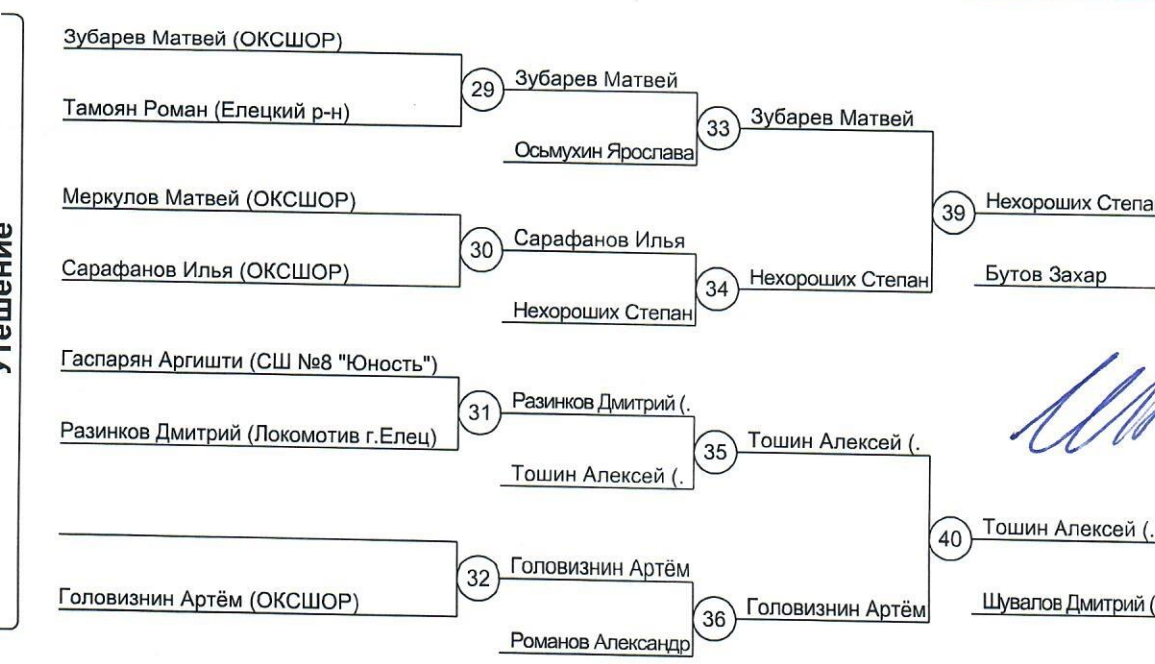 утешение
Зубарев Матвей (ОКСШОР)
29
Зубарев Матвей
Тамоян Роман (Елецкий р-н)
33
Зубарев Матвей
Осьмухин Ярослава
Меркулов Матвей (ОКСШОР)
39
Нехороших Степан
30
Сарафанов Илья
Сарафанов Илья (ОКСШОР)
34
Нехороших Степан
Бутов Захар
Нехороших Степан
Гаспарян Аргишти (СШ №8 "Юность")
31
Разинков Дмитрий (.
Разинков Дмитрий (Локомотив г.Елец)
35
Тошин Алексей (.
Тошин Алексей (.
40
Тошин Алексей (.
32
Головизнин Артём
Головизнин Артём (ОКСШОР)
36
Головизнин Артём
Шувалов Дмитрий (
Романов Александр